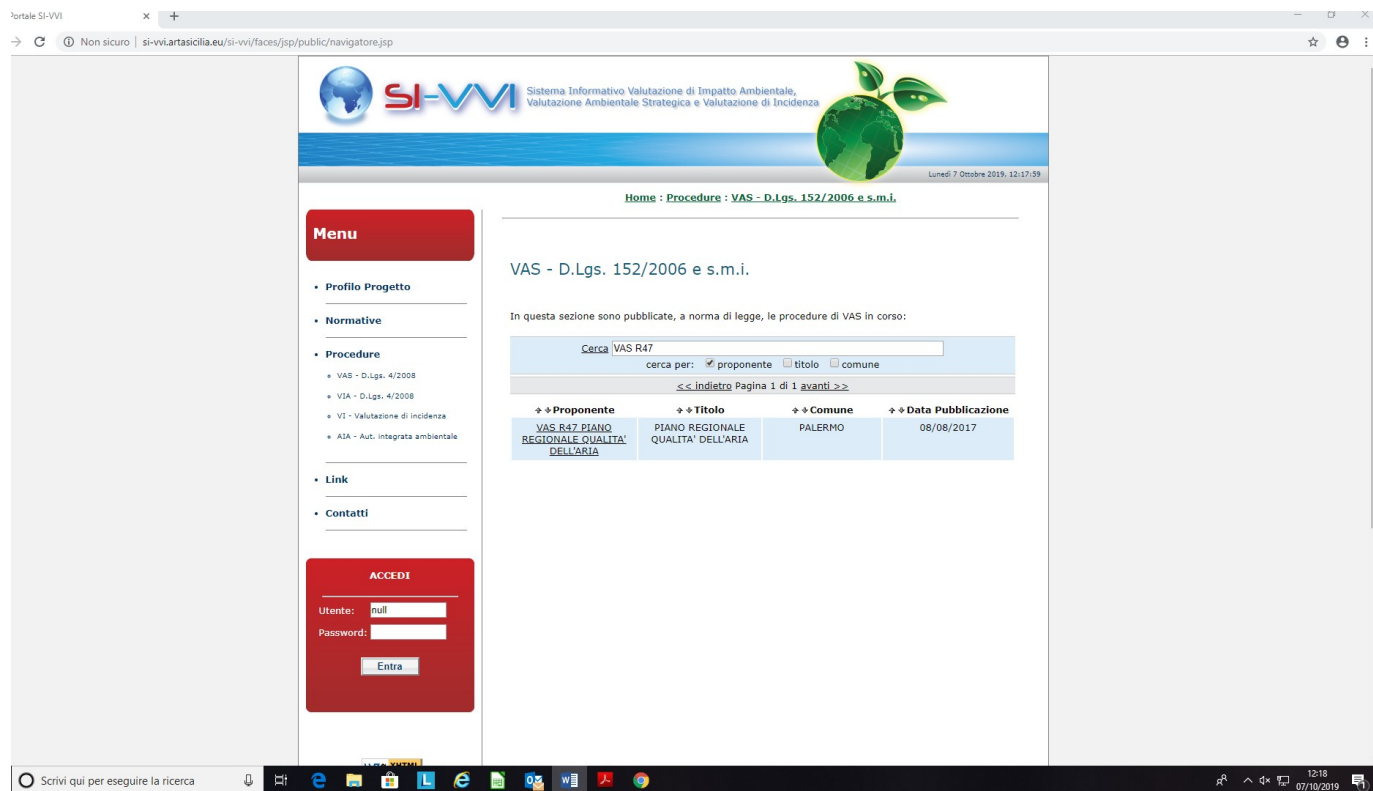 Portale SI-VVI
Non sicuro | si-vvi.artasicilia.eu/si-vvi/faces/jsp/public/navigatore.jsp
SI-VVI
Sistema Informativo Valutazione di Impatto Ambientale,
Valutazione Ambientale Strategica e Valutazione di Incidenza
Lunedì 7 Ottobre 2019, 12:17:59
Home : Procedure : VAS - D.Lgs. 152/2006 e s.m.i.
Menu
• Profilo Progetto
• Normative
• Procedure
VAS - D.Lgs. 4/2008
VIA - D.Lgs. 4/2008
VI - Valutazione di incidenza
AIA - Aut. integrata ambientale
• Link
• Contatti
ACCEDI
Utente: null
Password:
Entra
VAS - D.Lgs. 152/2006 e s.m.i.
In questa sezione sono pubblicate, a norma di legge, le procedure di VAS in corso:
Cerca VAS R47
cerca per: proponente titolo comune
<< indietro Pagina 1 di 1 avanti >>
Proponente Titolo Comune Data Pubblicazione
VAS R47 PIANO REGIONALE QUALITA' DELL'ARIA
PIANO REGIONALE QUALITA' DELL'ARIA
PALERMO
08/08/2017
Scrivi qui per eseguire la ricerca
12:18
07/10/2019